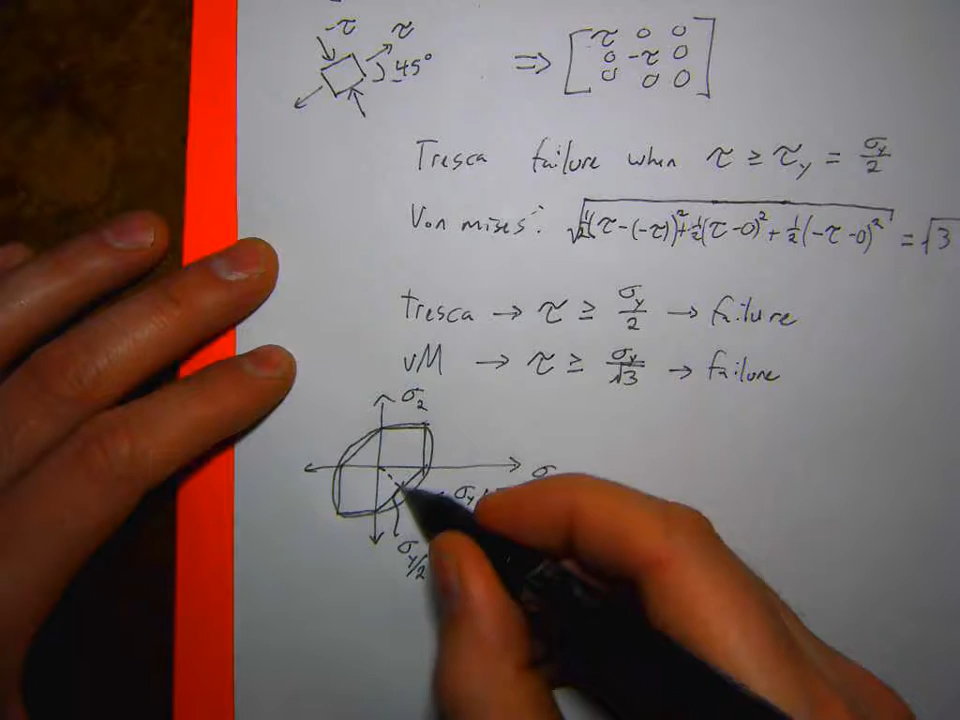 -τ τ
45°
⇒ [τ 0 0
0 -τ 0
0 0 0]
Tresca failure when τ ≥ τy = σy/2
Von mises: √(½(τ-(-τ))²+½(τ-0)²+½(-τ-0)²) = √3
tresca → τ ≥ σy/2 → failure
vM → τ ≥ σy/√3 → failure
σ2
σ
σy
σy/2